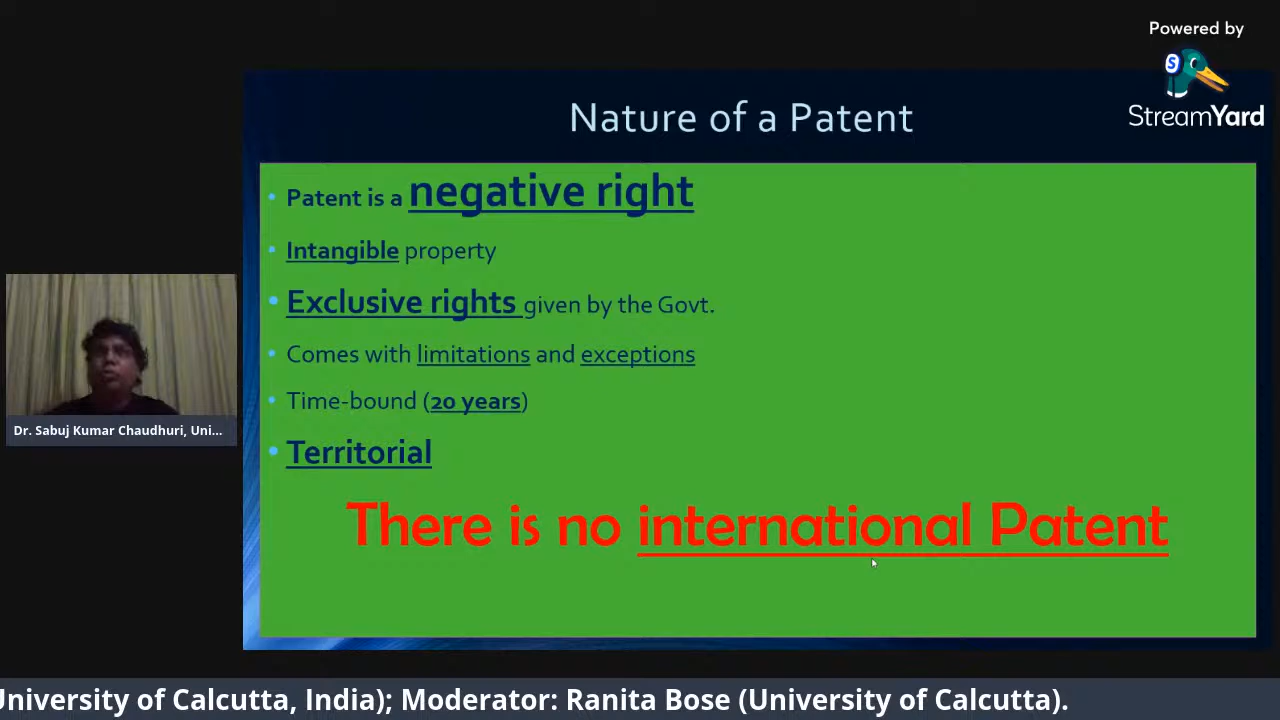 Powered by
StreamYard
Nature of a Patent
• Patent is a negative right
• Intangible property
• Exclusive rights given by the Govt.
• Comes with limitations and exceptions
• Time-bound (20 years)
• Territorial
There is no international Patent
Dr. Sabuj Kumar Chaudhuri, Uni...
University of Calcutta, India); Moderator: Ranita Bose (University of Calcutta).